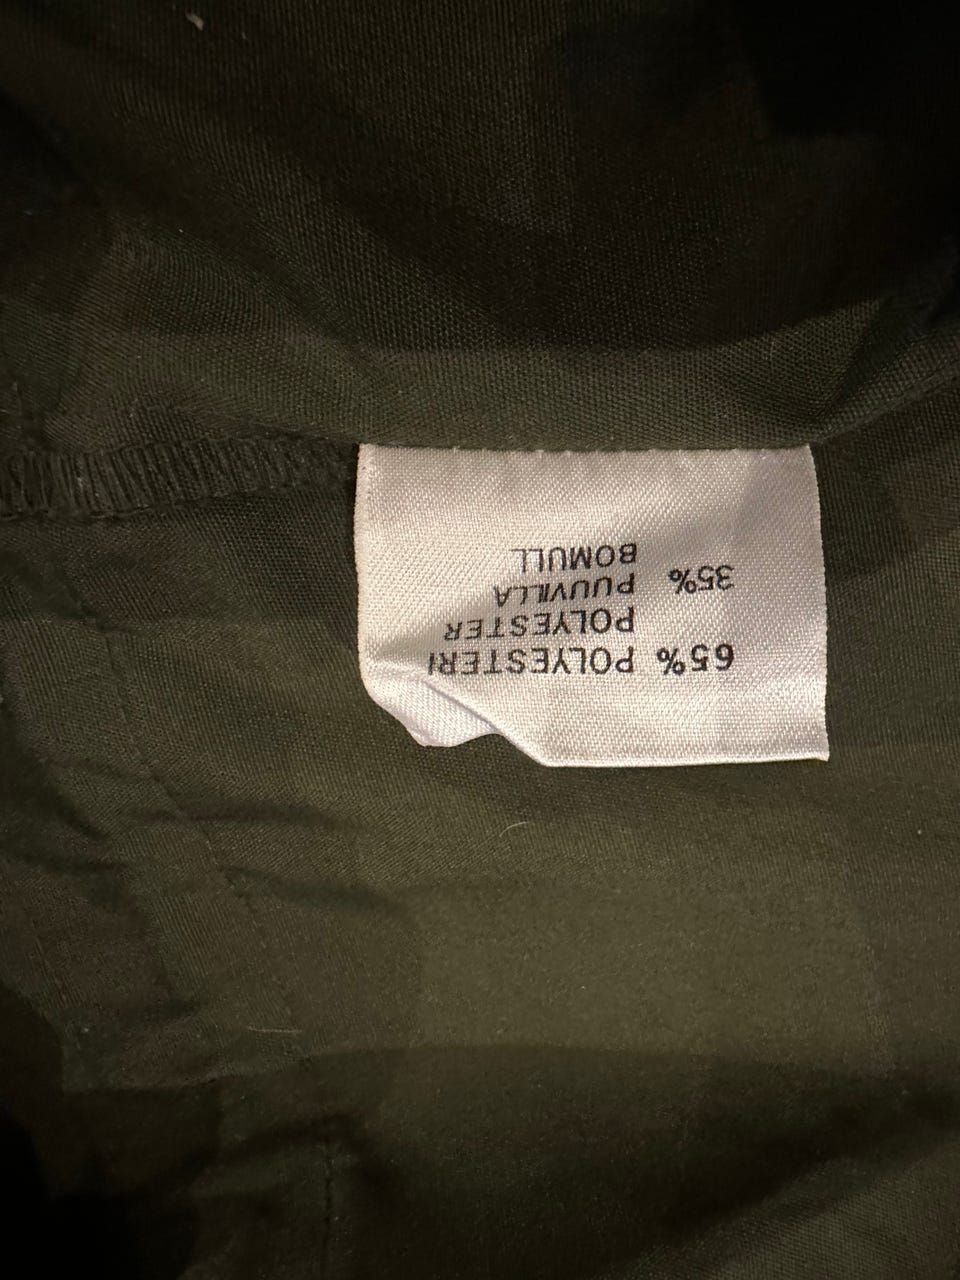 65% POLYESTERI
POLYESTER
35% PUUVILLA
BOMULL